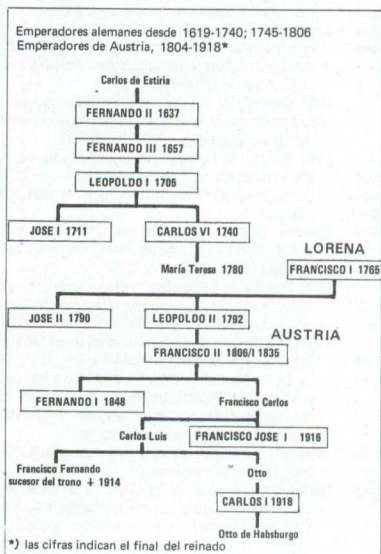 Emperadores alemanes desde 1619-1740; 1745-1806
Emperadores de Austria, 1804-1918*
Carlos de Estiria
FERNANDO II 1637
FERNANDO III 1657
LEOPOLDO I 1705
JOSE I 1711
CARLOS VI 1740
LORENA
María Teresa 1780
FRANCISCO I 1765
JOSE II 1790
LEOPOLDO II 1792
AUSTRIA
FRANCISCO II 1806/I 1835
FERNANDO I 1848
Francisco Carlos
Carlos Luis
FRANCISCO JOSE I 1916
Francisco Fernando
sucesor del trono + 1914
Otto
CARLOS I 1918
Otto de Habsburgo
*) las cifras indican el final del reinado